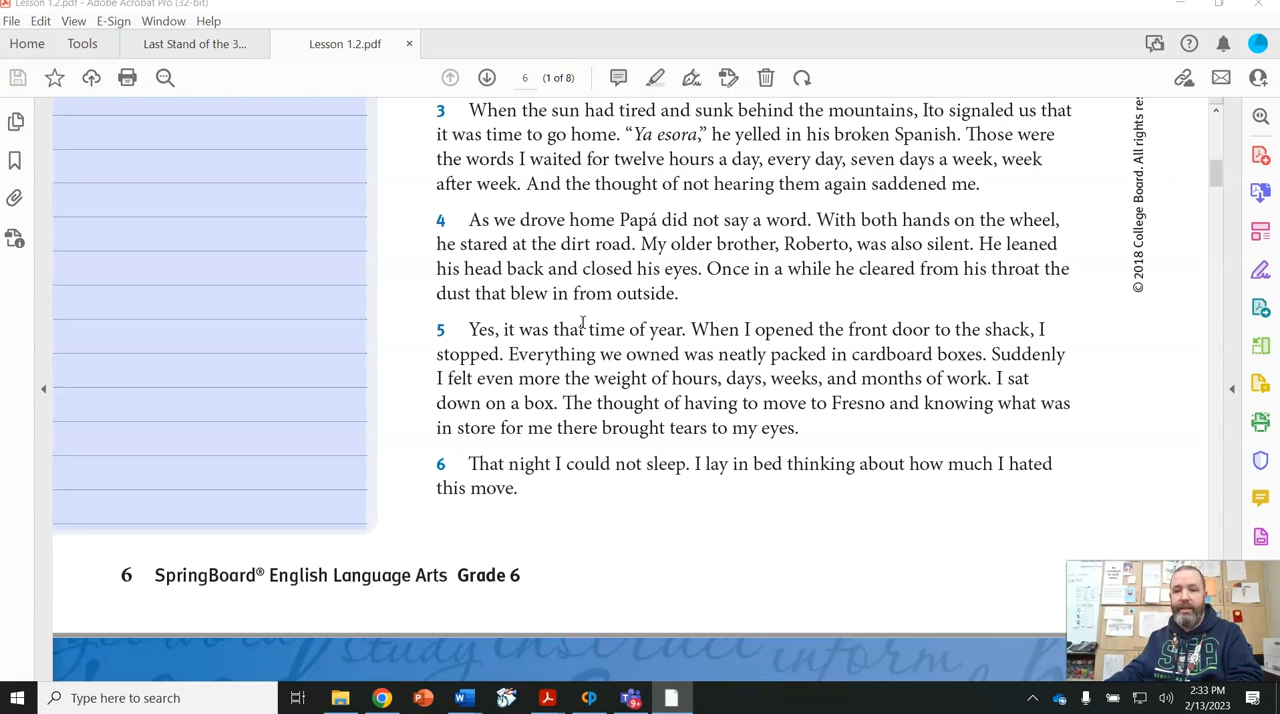 Lesson 1.2.pdf - Adobe Acrobat Pro (32-bit)
File Edit View E-Sign Window Help
Home Tools Last Stand of the 3... Lesson 1.2.pdf ×
6 (1 of 8)
3 When the sun had tired and sunk behind the mountains, Ito signaled us that
it was time to go home. “Ya esora,” he yelled in his broken Spanish. Those were
the words I waited for twelve hours a day, every day, seven days a week, week
after week. And the thought of not hearing them again saddened me.
4 As we drove home Papá did not say a word. With both hands on the wheel,
he stared at the dirt road. My older brother, Roberto, was also silent. He leaned
his head back and closed his eyes. Once in a while he cleared from his throat the
dust that blew in from outside.
5 Yes, it was that time of year. When I opened the front door to the shack, I
stopped. Everything we owned was neatly packed in cardboard boxes. Suddenly
I felt even more the weight of hours, days, weeks, and months of work. I sat
down on a box. The thought of having to move to Fresno and knowing what was
in store for me there brought tears to my eyes.
6 That night I could not sleep. I lay in bed thinking about how much I hated
this move.
© 2018 College Board. All rights res
6 SpringBoard® English Language Arts Grade 6
study instruct inform
SEA
Type here to search
9+
2:33 PM
2/13/2023